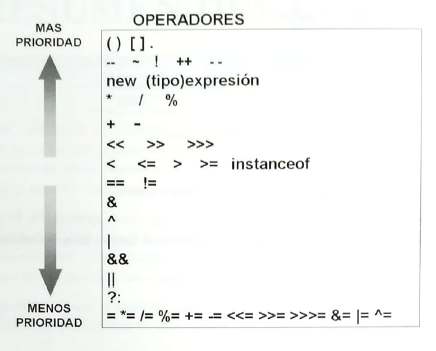 OPERADORES
MAS
PRIORIDAD
( ) [ ] .
-- ~ ! ++ - -
new (tipo)expresión
* / %
+ -
<< >> >>>
< <= > >= instanceof
== !=
&
^
|
&&
||
?:
= *= /= %= += -= <<= >>= >>>= &= |= ^=
MENOS
PRIORIDAD